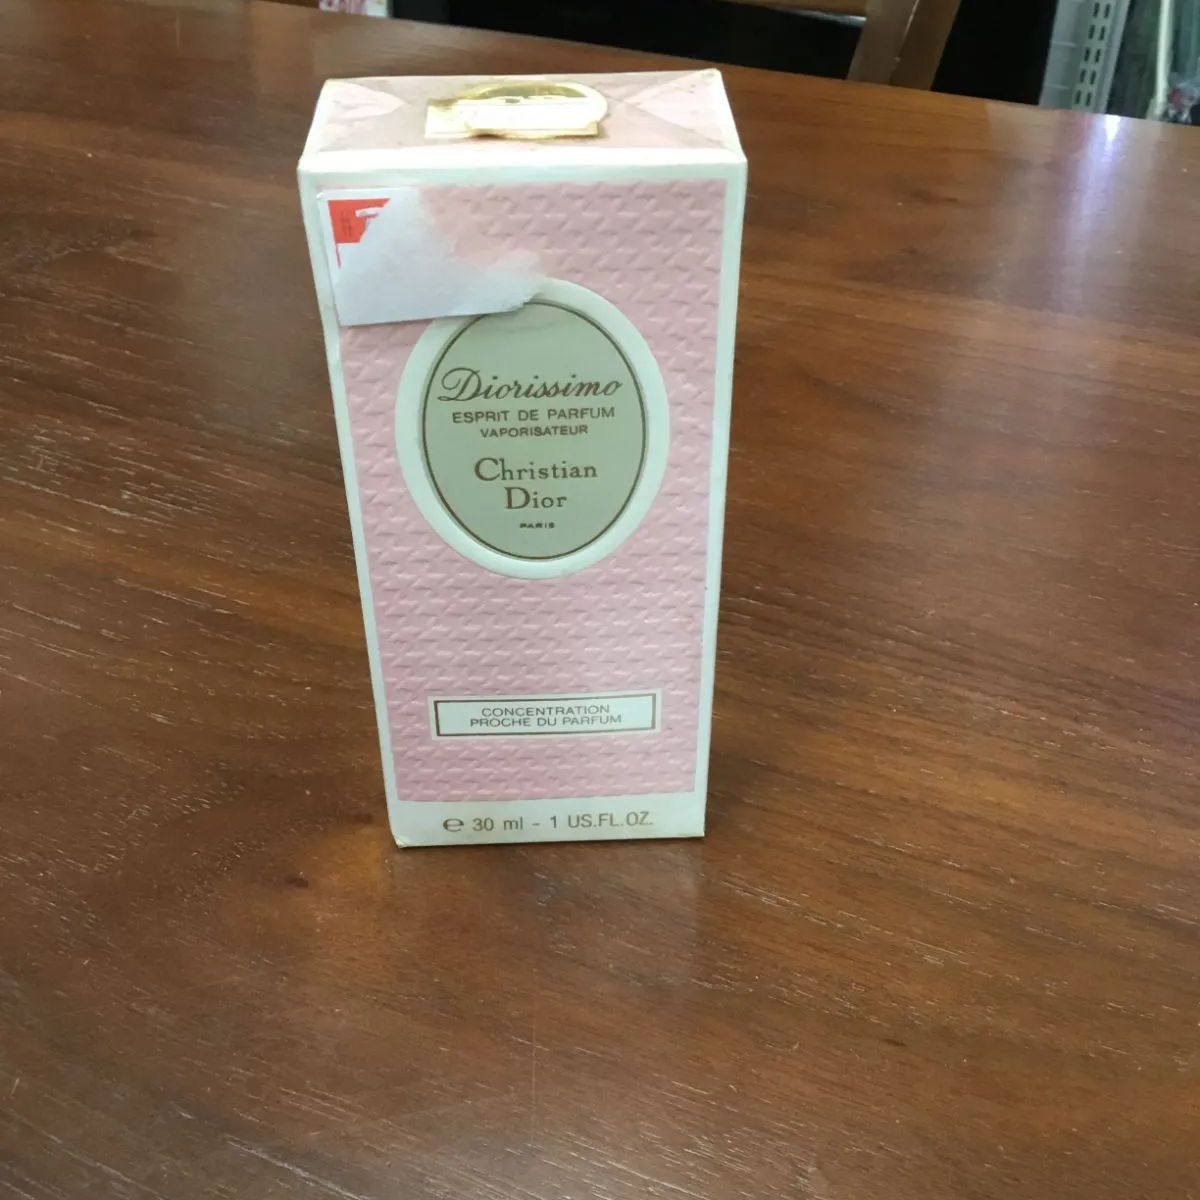 Diorissimo
ESPRIT DE PARFUM
VAPORISATEUR
Christian
Dior
PARIS
CONCENTRATION
PROCHE DU PARFUM
e 30 ml - 1 US.FL.OZ.